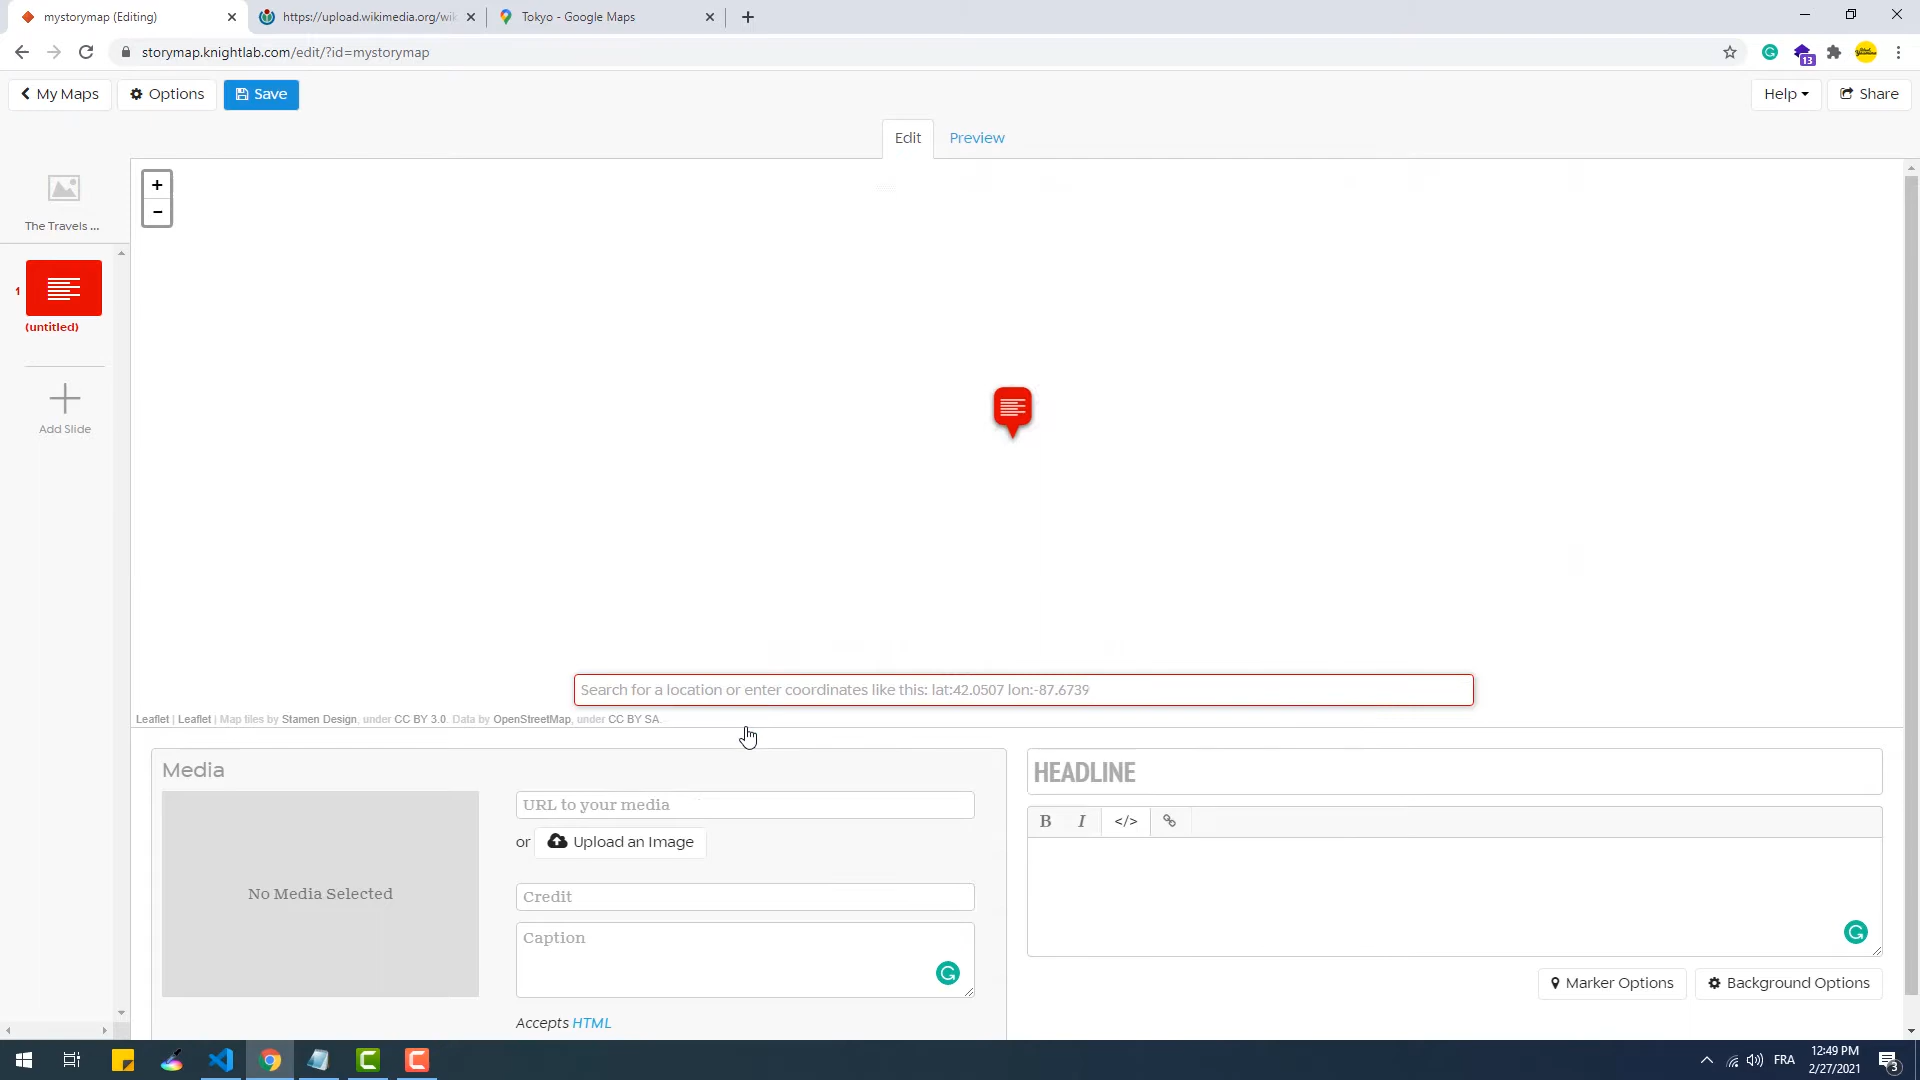 mystorymap (Editing)
https://upload.wikimedia.org/wik
Tokyo - Google Maps
storymap.knightlab.com/edit/?id=mystorymap
13
My Maps
Options
Save
Help
Share
Edit
Preview
+
−
The Travels ...
1
(untitled)
Add Slide
Search for a location or enter coordinates like this: lat:42.0507 lon:-87.6739
Leaflet | Leaflet | Map tiles by Stamen Design, under CC BY 3.0. Data by OpenStreetMap, under CC BY SA.
Media
No Media Selected
URL to your media
or
Upload an Image
Credit
Caption
Accepts HTML
HEADLINE
B I </>
Marker Options
Background Options
FRA
12:49 PM
2/27/2021
3